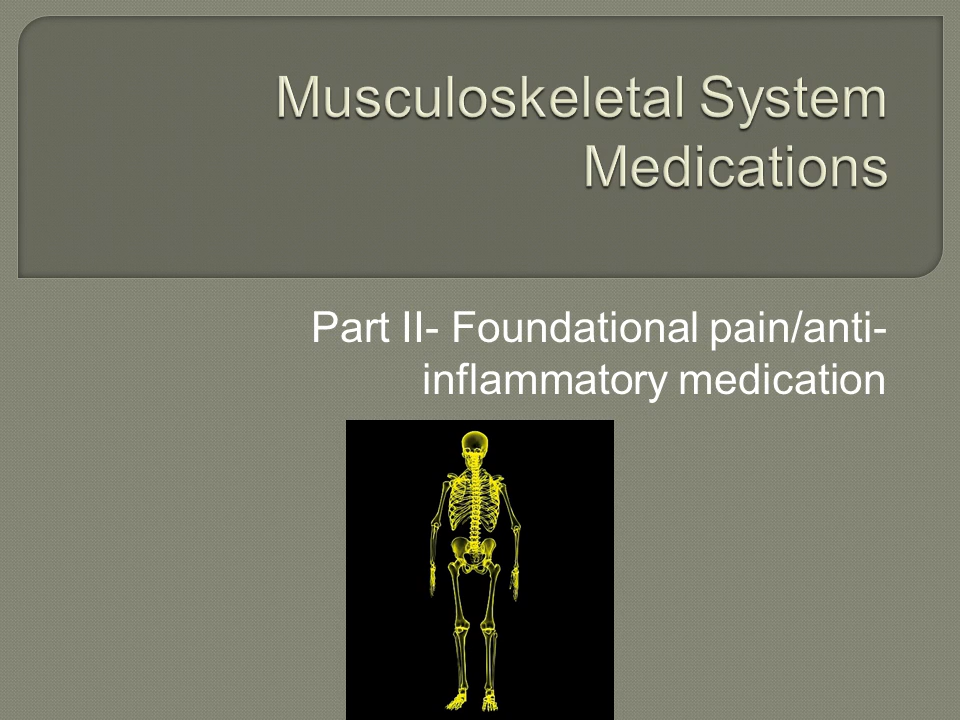 Musculoskeletal System
Medications
Part II- Foundational pain/anti-
inflammatory medication